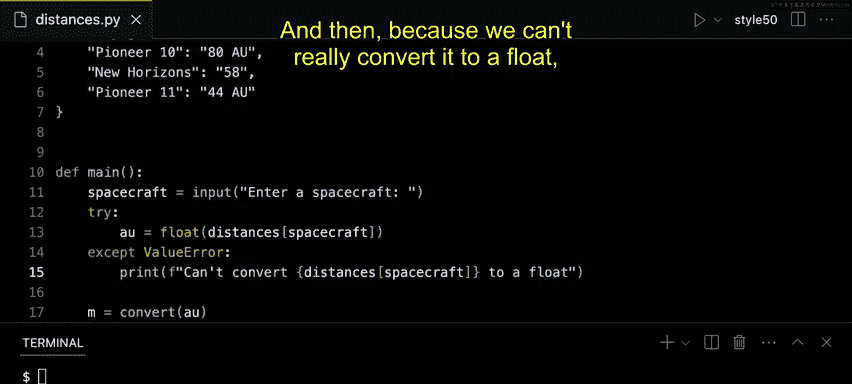 distances.py
style50
And then, because we can't
really convert it to a float,
4 "Pioneer 10": "80 AU",
5 "New Horizons": "58",
6 "Pioneer 11": "44 AU"
7 }
8
9
10 def main():
11 spacecraft = input("Enter a spacecraft: ")
12 try:
13 au = float(distances[spacecraft])
14 except ValueError:
15 print(f"Can't convert {distances[spacecraft]} to a float")
16
17 m = convert(au)
TERMINAL
$